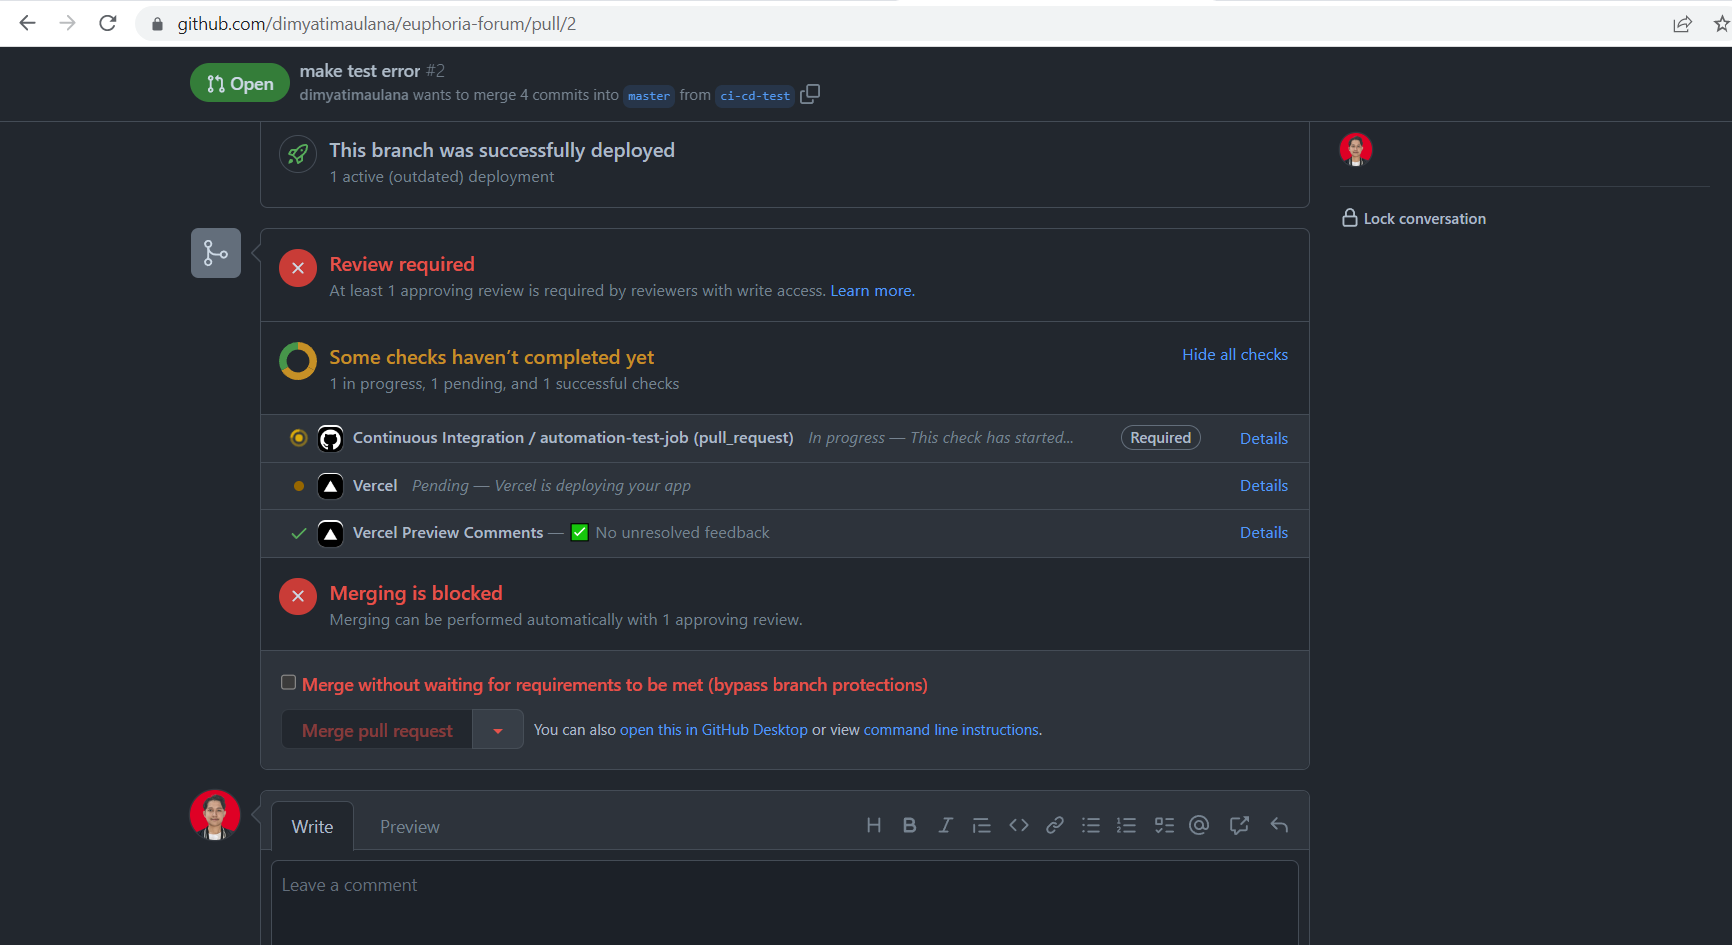 github.com/dimyatimaulana/euphoria-forum/pull/2
Open
make test error #2
dimyatimaulana wants to merge 4 commits into master from ci-cd-test
This branch was successfully deployed
1 active (outdated) deployment
Lock conversation
Review required
At least 1 approving review is required by reviewers with write access. Learn more.
Some checks haven't completed yet
Hide all checks
1 in progress, 1 pending, and 1 successful checks
Continuous Integration / automation-test-job (pull_request) In progress — This check has started... Required Details
Vercel Pending — Vercel is deploying your app Details
Vercel Preview Comments — ✅ No unresolved feedback Details
Merging is blocked
Merging can be performed automatically with 1 approving review.
Merge without waiting for requirements to be met (bypass branch protections)
Merge pull request You can also open this in GitHub Desktop or view command line instructions.
Write Preview
Leave a comment